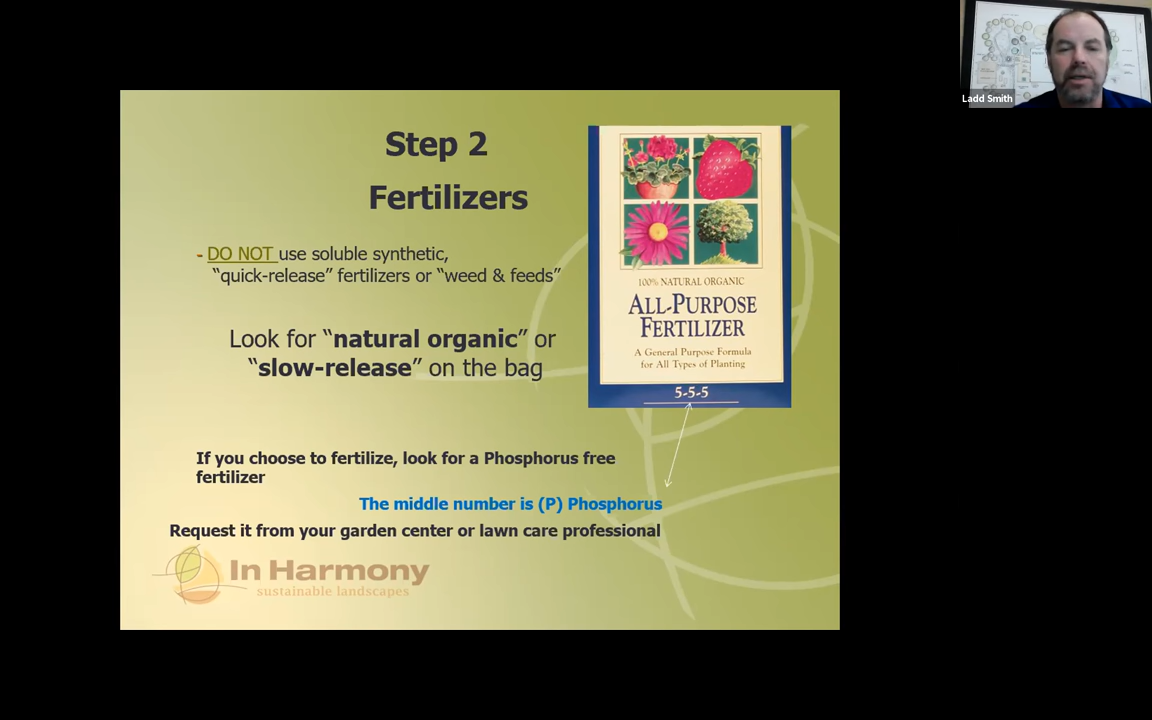 Ladd Smith
Step 2
Fertilizers
- DO NOT use soluble synthetic,
“quick-release” fertilizers or “weed & feeds”
Look for “natural organic” or
“slow-release” on the bag
100% NATURAL ORGANIC
ALL-PURPOSE
FERTILIZER
A General Purpose Formula
for All Types of Planting
5-5-5
If you choose to fertilize, look for a Phosphorus free
fertilizer
The middle number is (P) Phosphorus
Request it from your garden center or lawn care professional
In Harmony
sustainable landscapes